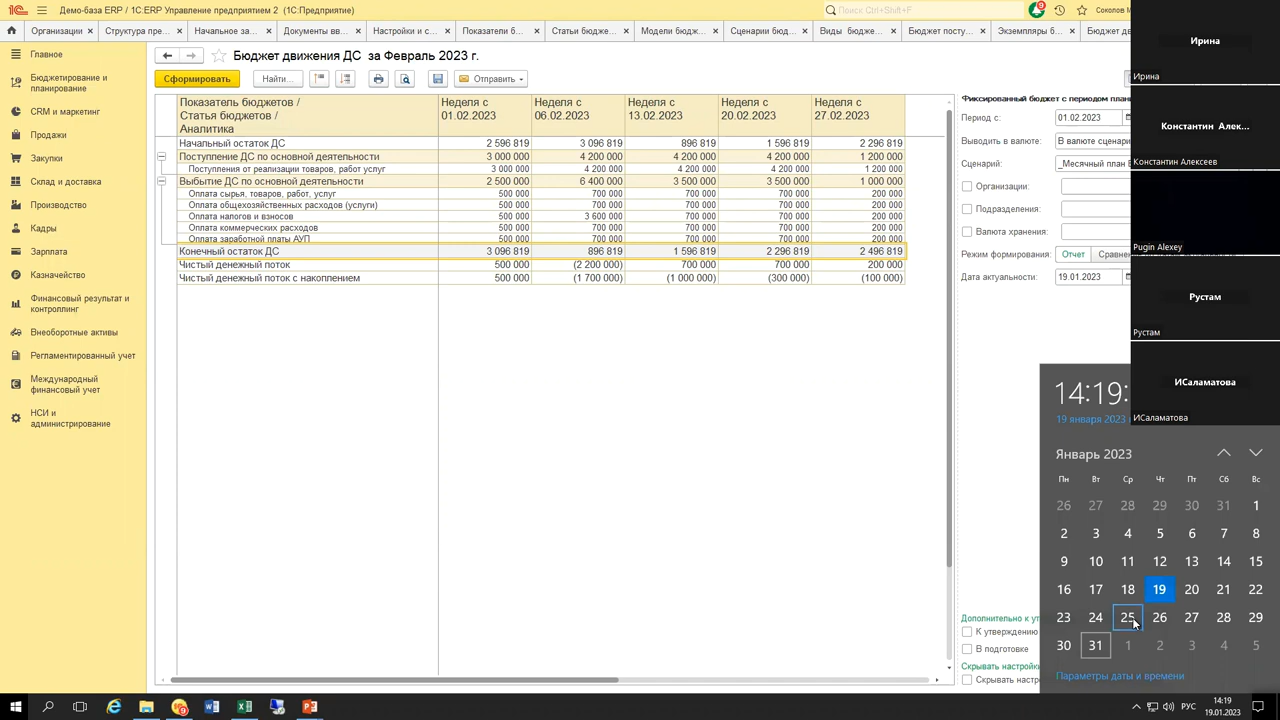 Демо-база ERP / 1С:ERP Управление предприятием 2 (1С:Предприятие)
Поиск Ctrl+Shift+F
Соколов М
Организации
Структура пре...
Начальное за...
Документы вв...
Настройки и с...
Показатели б...
Статьи бюдже...
Модели бюдж...
Сценарии бюд...
Виды бюдже...
Бюджет посту...
Экземпляры б...
Бюджет дв
Главное
Бюджетирование и
планирование
CRM и маркетинг
Продажи
Закупки
Склад и доставка
Производство
Кадры
Зарплата
Казначейство
Финансовый результат и
контроллинг
Внеоборотные активы
Регламентированный учет
Международный
финансовый учет
НСИ и
администрирование
Бюджет движения ДС за Февраль 2023 г.
Сформировать
Найти...
Отправить
Показатель бюджетов /
Статья бюджетов /
Аналитика
Неделя с 01.02.2023
Неделя с 06.02.2023
Неделя с 13.02.2023
Неделя с 20.02.2023
Неделя с 27.02.2023
Начальный остаток ДС 2 596 819 3 096 819 896 819 1 596 819 2 296 819
Поступление ДС по основной деятельности 3 000 000 4 200 000 4 200 000 4 200 000 1 200 000
Поступления от реализации товаров, работ услуг 3 000 000 4 200 000 4 200 000 4 200 000 1 200 000
Выбытие ДС по основной деятельности 2 500 000 6 400 000 3 500 000 3 500 000 1 000 000
Оплата сырья, товаров, работ, услуг 500 000 700 000 700 000 700 000 200 000
Оплата общехозяйственных расходов (услуги) 500 000 700 000 700 000 700 000 200 000
Оплата налогов и взносов 500 000 3 600 000 700 000 700 000 200 000
Оплата коммерческих расходов 500 000 700 000 700 000 700 000 200 000
Оплата заработной платы АУП 500 000 700 000 700 000 700 000 200 000
Конечный остаток ДС 3 096 819 896 819 1 596 819 2 296 819 2 496 819
Чистый денежный поток 500 000 (2 200 000) 700 000 700 000 200 000
Чистый денежный поток с накоплением 500 000 (1 700 000) (1 000 000) (300 000) (100 000)
Фиксированный бюджет с периодом плани
Период с: 01.02.2023
Выводить в валюте: В валюте сценари
Сценарий: _Месячный план Б
Организации:
Подразделения:
Валюта хранения:
Режим формирования: Отчет Сравнение
Дата актуальности: 19.01.2023
Дополнительно к ут
К утверждению
В подготовке
Скрывать настройк
Скрывать настро
Ирина
Ирина
Константин Алек...
Константин Алексеев
Pugin Alexey
Рустам
Рустам
ИСаламатова
ИСаламатова
14:19:
19 января 2023
Январь 2023
Пн Вт Ср Чт Пт Сб Вс
26 27 28 29 30 31 1
2 3 4 5 6 7 8
9 10 11 12 13 14 15
16 17 18 19 20 21 22
23 24 25 26 27 28 29
30 31 1 2 3 4 5
Параметры даты и времени
РУС
14:19
19.01.2023